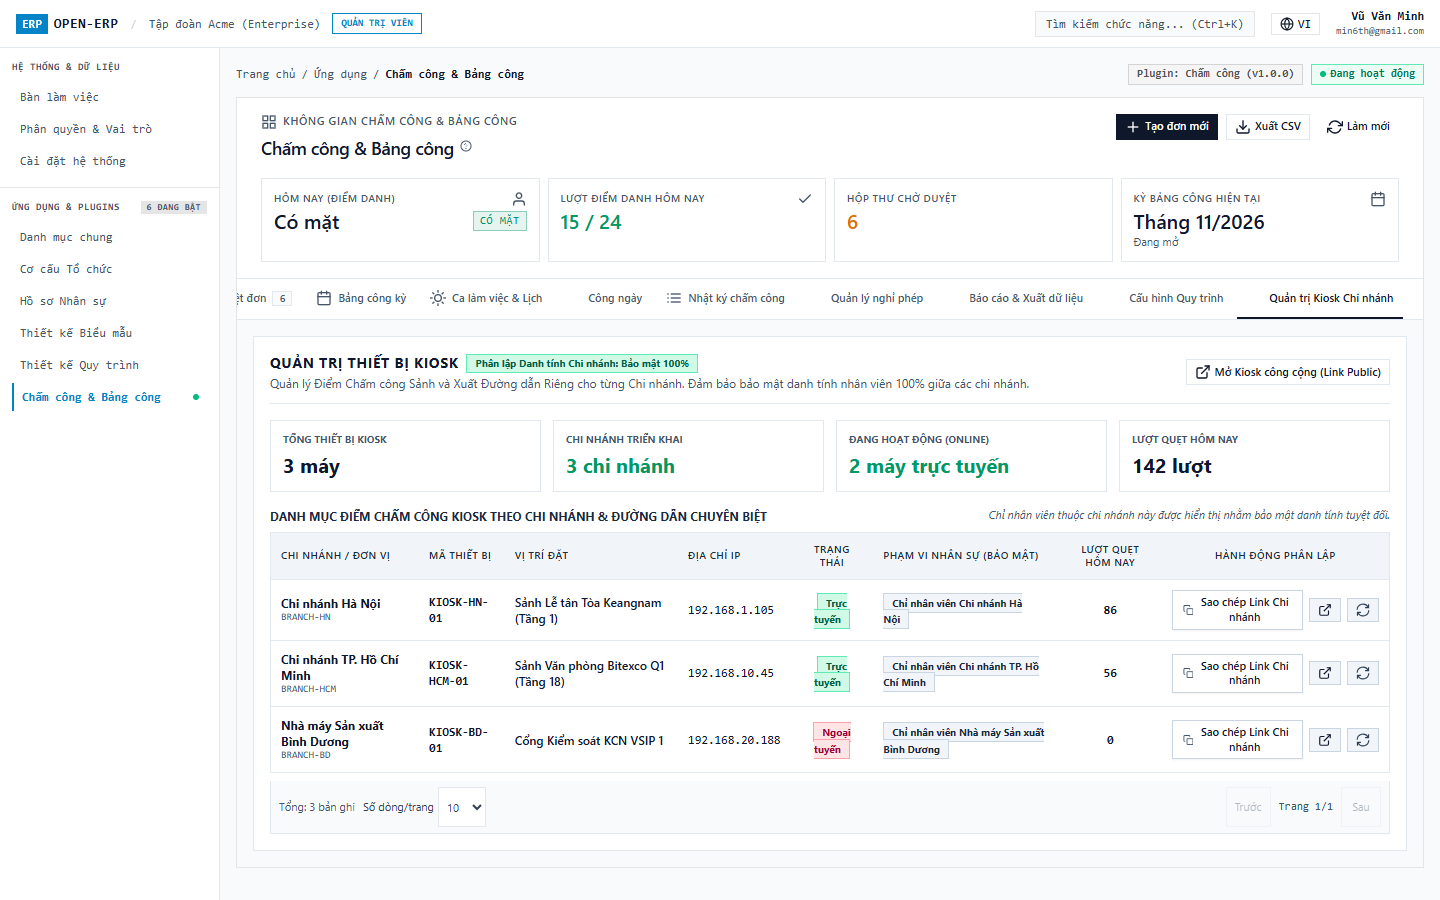 ERP OPEN-ERP / Tập đoàn Acme (Enterprise) QUẢN TRỊ VIÊN
Tìm kiếm chức năng... (Ctrl+K)
VI
Vũ Văn Minh
min6th@gmail.com
HỆ THỐNG & DỮ LIỆU
Bàn làm việc
Phân quyền & Vai trò
Cài đặt hệ thống
ỨNG DỤNG & PLUGINS 6 ĐANG BẬT
Danh mục chung
Cơ cấu Tổ chức
Hồ sơ Nhân sự
Thiết kế Biểu mẫu
Thiết kế Quy trình
Chấm công & Bảng công
Trang chủ / Ứng dụng / Chấm công & Bảng công
Plugin: Chấm công (v1.0.0)
Đang hoạt động
KHÔNG GIAN CHẤM CÔNG & BẢNG CÔNG
Chấm công & Bảng công
Tạo đơn mới
Xuất CSV
Làm mới
HÔM NAY (ĐIỂM DANH)
Có mặt
CÓ MẶT
LƯỢT ĐIỂM DANH HÔM NAY
15 / 24
HỘP THƯ CHỜ DUYỆT
6
KỲ BẢNG CÔNG HIỆN TẠI
Tháng 11/2026
Đang mở
ệt đơn 6
Bảng công kỳ
Ca làm việc & Lịch
Công ngày
Nhật ký chấm công
Quản lý nghỉ phép
Báo cáo & Xuất dữ liệu
Cấu hình Quy trình
Quản trị Kiosk Chi nhánh
QUẢN TRỊ THIẾT BỊ KIOSK
Phân lập Danh tính Chi nhánh: Bảo mật 100%
Quản lý Điểm Chấm công Sảnh và Xuất Đường dẫn Riêng cho từng Chi nhánh. Đảm bảo bảo mật danh tính nhân viên 100% giữa các chi nhánh.
Mở Kiosk công cộng (Link Public)
TỔNG THIẾT BỊ KIOSK
3 máy
CHI NHÁNH TRIỂN KHAI
3 chi nhánh
ĐANG HOẠT ĐỘNG (ONLINE)
2 máy trực tuyến
LƯỢT QUẸT HÔM NAY
142 lượt
DANH MỤC ĐIỂM CHẤM CÔNG KIOSK THEO CHI NHÁNH & ĐƯỜNG DẪN CHUYÊN BIỆT
Chỉ nhân viên thuộc chi nhánh này được hiển thị nhằm bảo mật danh tính tuyệt đối.
CHI NHÁNH / ĐƠN VỊ
MÃ THIẾT BỊ
VỊ TRÍ ĐẶT
ĐỊA CHỈ IP
TRẠNG
THÁI
PHẠM VI NHÂN SỰ (BẢO MẬT)
LƯỢT QUẸT
HÔM NAY
HÀNH ĐỘNG PHÂN LẬP
Chi nhánh Hà Nội
BRANCH-HN
KIOSK-HN-
01
Sảnh Lễ tân Tòa Keangnam
(Tầng 1)
192.168.1.105
Trực
tuyến
Chỉ nhân viên Chi nhánh Hà
Nội
86
Sao chép Link Chi
nhánh
Chi nhánh TP. Hồ Chí
Minh
BRANCH-HCM
KIOSK-
HCM-01
Sảnh Văn phòng Bitexco Q1
(Tầng 18)
192.168.10.45
Trực
tuyến
Chỉ nhân viên Chi nhánh TP. Hồ
Chí Minh
56
Sao chép Link Chi
nhánh
Nhà máy Sản xuất
Bình Dương
BRANCH-BD
KIOSK-BD-
01
Cổng Kiểm soát KCN VSIP 1
192.168.20.188
Ngoại
tuyến
Chỉ nhân viên Nhà máy Sản xuất
Bình Dương
0
Sao chép Link Chi
nhánh
Tổng: 3 bản ghi Số dòng/trang 10
Trước Trang 1/1 Sau